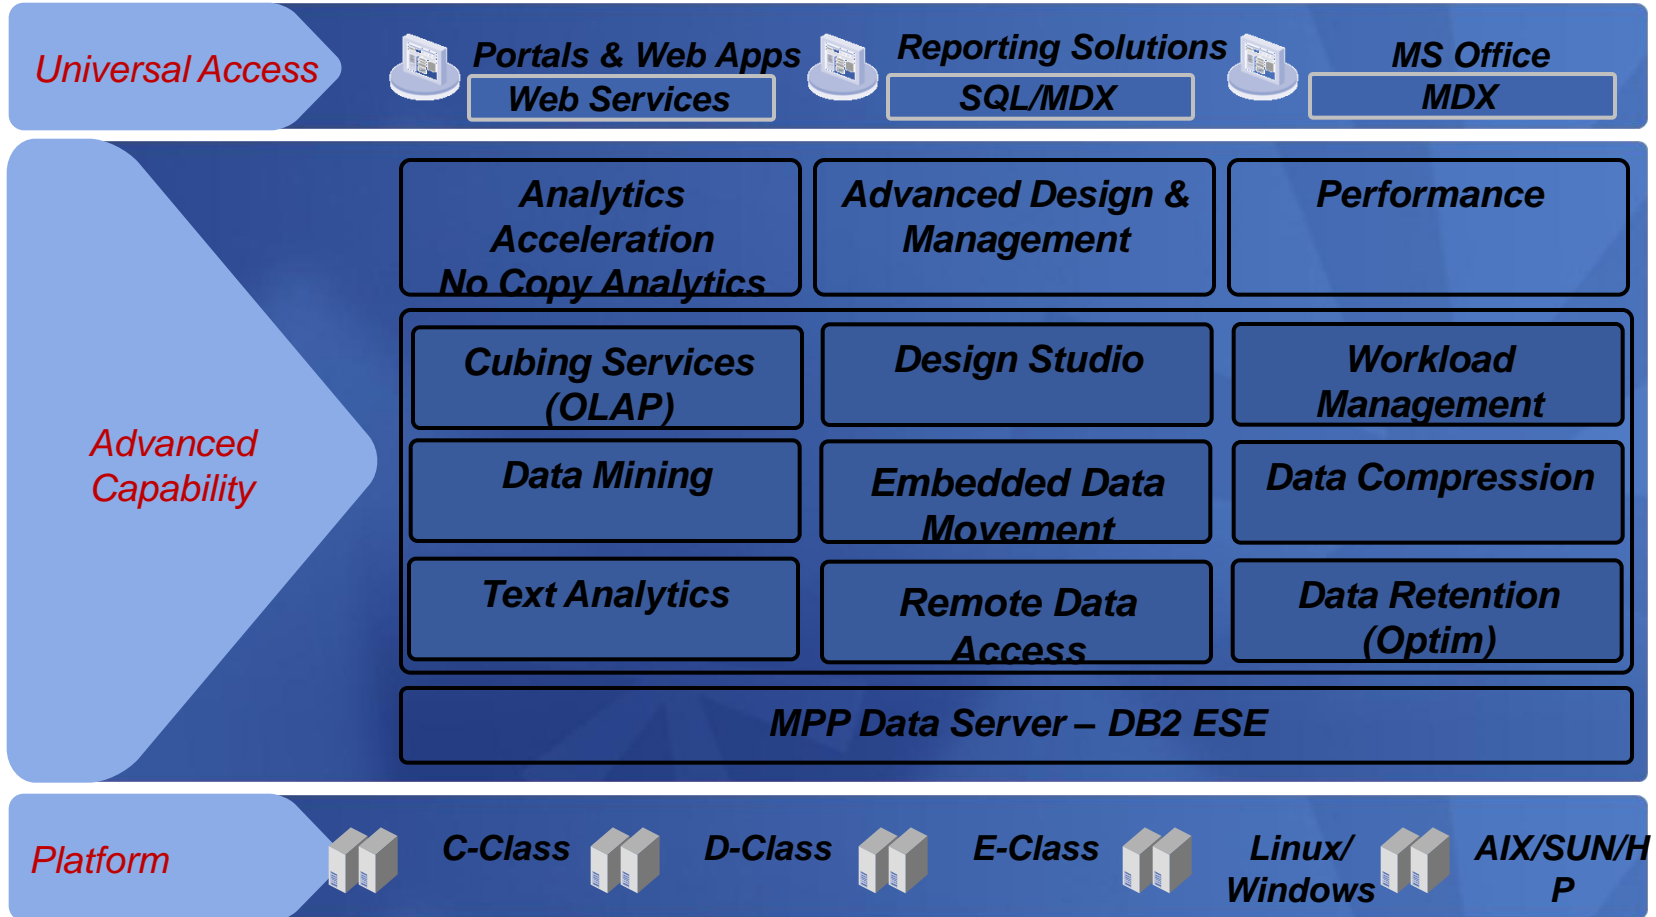 Universal Access
Portals & Web Apps
Web Services
Reporting Solutions
SQL/MDX
MS Office
MDX
Advanced
Capability
Analytics
Acceleration
No Copy Analytics
Advanced Design &
Management
Performance
Cubing Services
(OLAP)
Design Studio
Workload
Management
Data Mining
Embedded Data
Movement
Data Compression
Text Analytics
Remote Data
Access
Data Retention
(Optim)
MPP Data Server – DB2 ESE
Platform
C-Class
D-Class
E-Class
Linux/
Windows
AIX/SUN/H
P